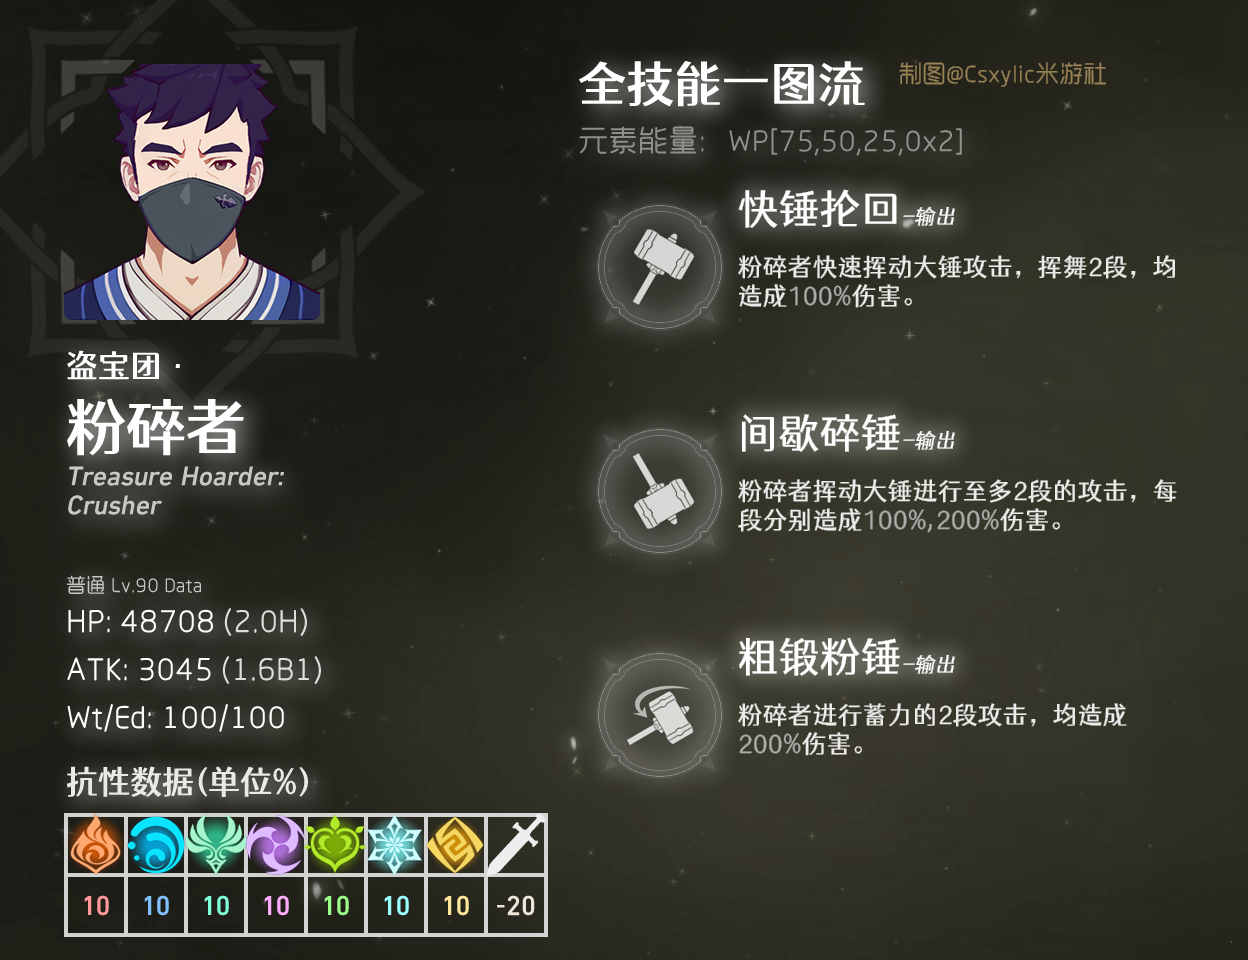 全技能一图流
制图@Csxylic米游社
元素能量: WP[75,50,25,0x2]
快锤抡回-输出
粉碎者快速挥动大锤攻击，挥舞2段，均
造成100%伤害。
间歇碎锤-输出
粉碎者挥动大锤进行至多2段的攻击，每
段分别造成100%,200%伤害。
粗锻粉锤-输出
粉碎者进行蓄力的2段攻击，均造成
200%伤害。
盗宝团·
粉碎者
Treasure Hoarder:
Crusher
普通 Lv.90 Data
HP: 48708 (2.0H)
ATK: 3045 (1.6B1)
Wt/Ed: 100/100
抗性数据(单位%)
10 10 10 10 10 10 10 -20